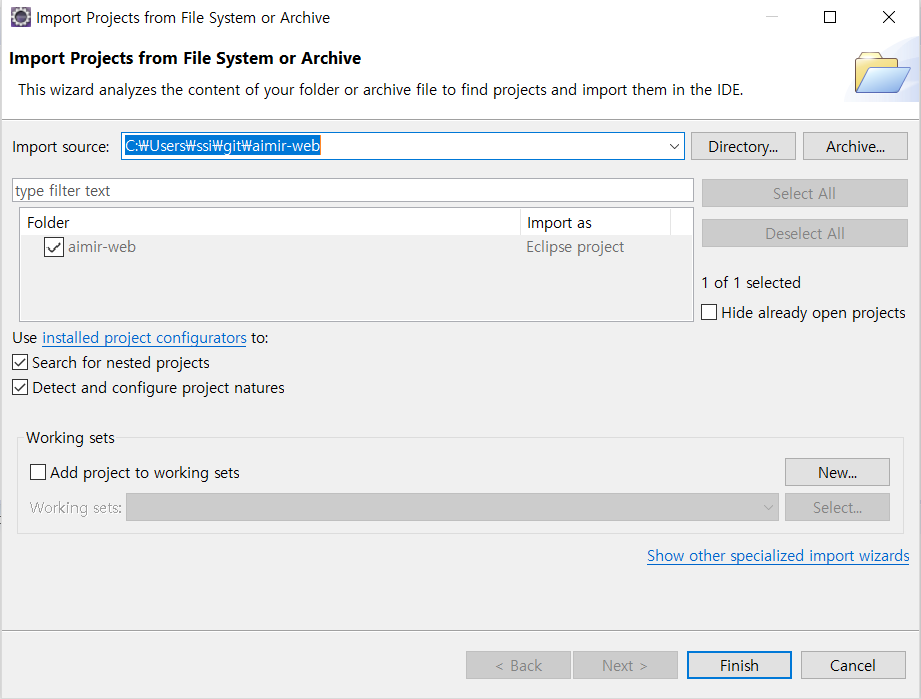 Import Projects from File System or Archive
Import Projects from File System or Archive
This wizard analyzes the content of your folder or archive file to find projects and import them in the IDE.
Import source: C:₩Users₩ssi₩git₩aimir-web Directory... Archive...
type filter text Select All
Folder Import as
aimir-web Eclipse project Deselect All
1 of 1 selected
Hide already open projects
Use installed project configurators to:
Search for nested projects
Detect and configure project natures
Working sets
Add project to working sets New...
Working sets: Select...
Show other specialized import wizards
< Back Next > Finish Cancel